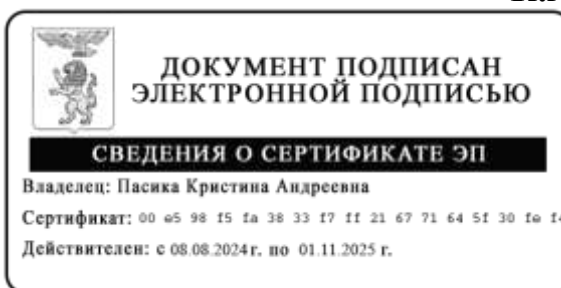 ДОКУМЕНТ ПОДПИСАН
ЭЛЕКТРОННОЙ ПОДПИСЬЮ
СВЕДЕНИЯ О СЕРТИФИКАТЕ ЭП
Владелец: Пасика Кристина Андреевна
Сертификат: 00 e5 98 f5 fa 38 33 f7 ff 21 67 71 64 5f 30 fe f4
Действителен: с 08.08.2024 г. по 01.11.2025 г.